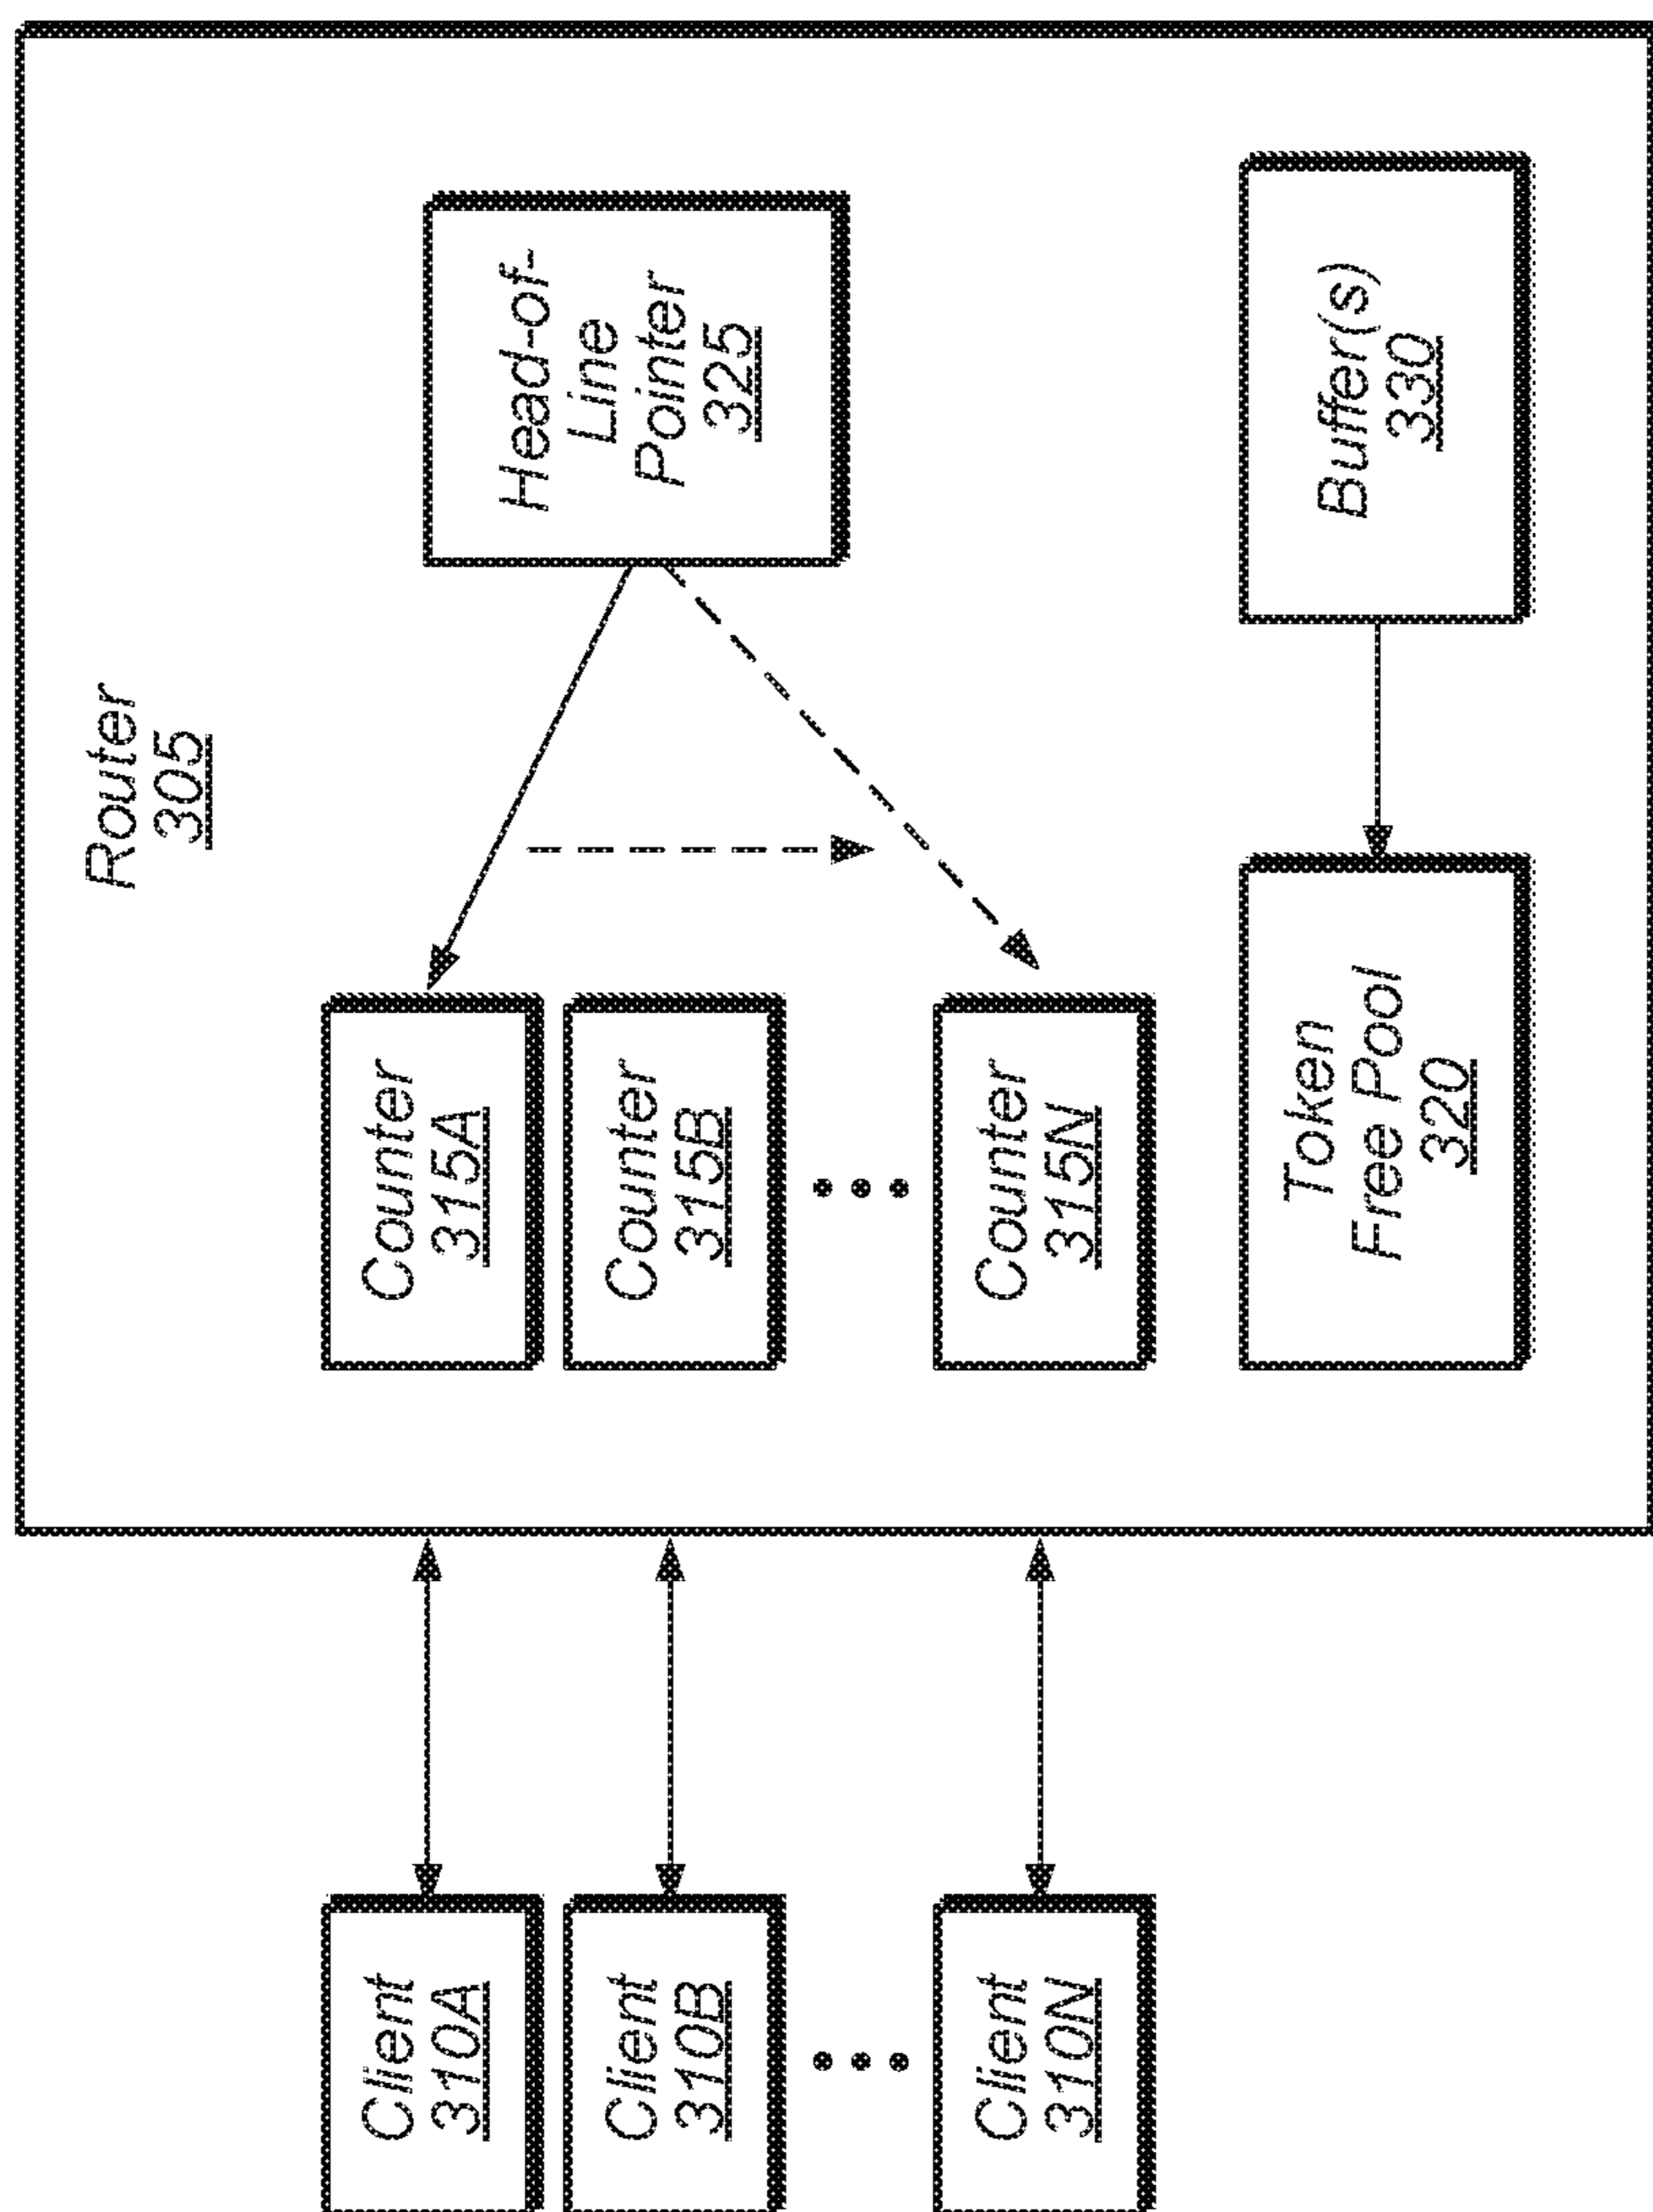 Router
305
Client
310A
Client
310B
Client
310N
Counter
315A
Counter
315B
Counter
315N
Head-of-
Line
Pointer
325
Token
Free Pool
320
Buffer(s)
330